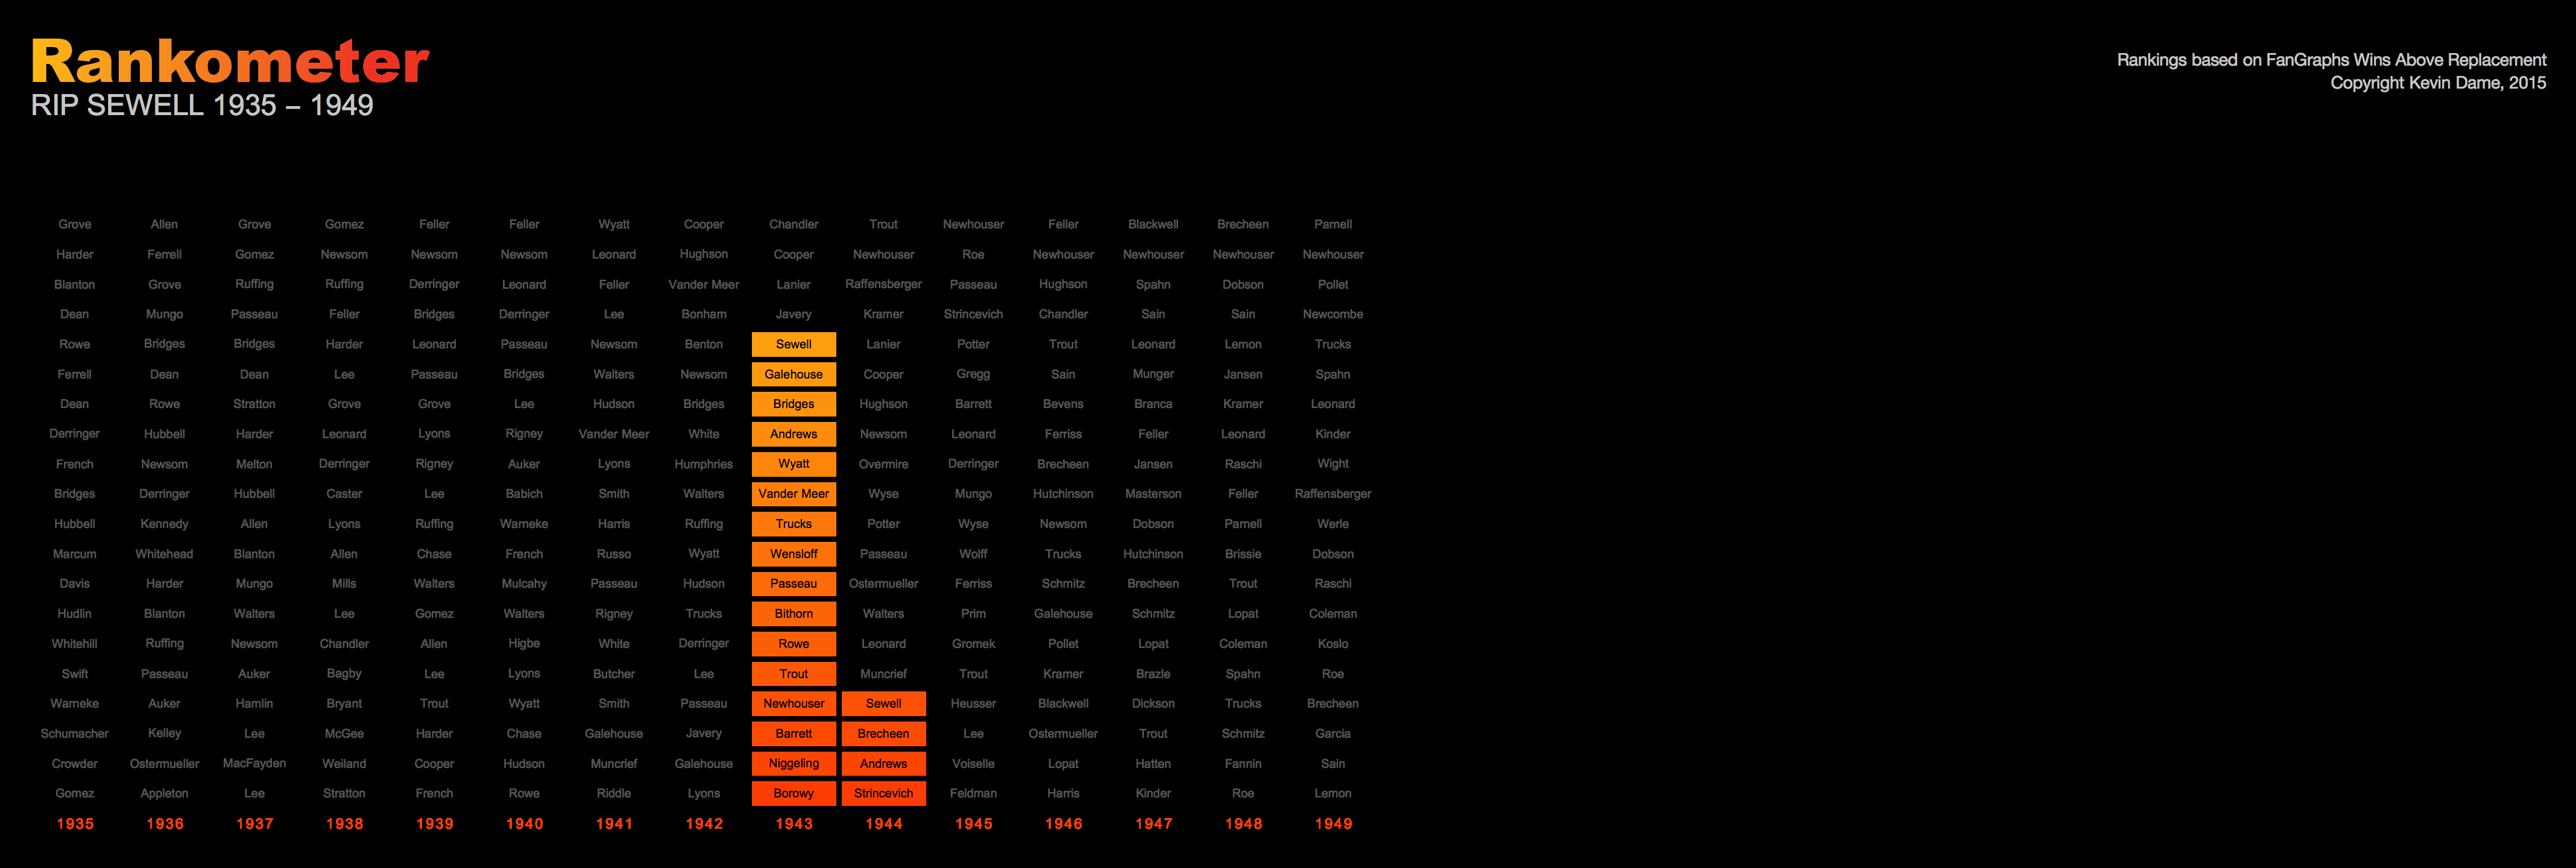 Rankometer
RIP SEWELL 1935 – 1949
Rankings based on FanGraphs Wins Above Replacement
Copyright Kevin Dame, 2015
Grove Allen Grove Gomez Feller Feller Wyatt Cooper Chandler Trout Newhouser Feller Blackwell Brecheen Parnell
Harder Ferrell Gomez Newsom Newsom Newsom Leonard Hughson Cooper Newhouser Roe Newhouser Newhouser Newhouser Newhouser
Blanton Grove Ruffing Ruffing Derringer Leonard Feller Vander Meer Lanier Raffensberger Passeau Hughson Spahn Dobson Pollet
Dean Mungo Passeau Feller Bridges Derringer Lee Bonham Javery Kramer Strincevich Chandler Sain Sain Newcombe
Rowe Bridges Bridges Harder Leonard Passeau Newsom Benton Sewell Lanier Potter Trout Leonard Lemon Trucks
Ferrell Dean Dean Lee Passeau Bridges Walters Newsom Galehouse Cooper Gregg Sain Munger Jansen Spahn
Dean Rowe Stratton Grove Grove Lee Hudson Bridges Bridges Hughson Barrett Bevens Branca Kramer Leonard
Derringer Hubbell Harder Leonard Lyons Rigney Vander Meer White Andrews Newsom Leonard Ferriss Feller Leonard Kinder
French Newsom Melton Derringer Rigney Auker Lyons Humphries Wyatt Overmire Derringer Brecheen Jansen Raschi Wight
Bridges Derringer Hubbell Caster Lee Babich Smith Walters Vander Meer Wyse Mungo Hutchinson Masterson Feller Raffensberger
Hubbell Kennedy Allen Lyons Ruffing Warneke Harris Ruffing Trucks Potter Wyse Newsom Dobson Parnell Werle
Marcum Whitehead Blanton Allen Chase French Russo Wyatt Wensloff Passeau Wolff Trucks Hutchinson Brissie Dobson
Davis Harder Mungo Mills Walters Mulcahy Passeau Hudson Passeau Ostermueller Ferriss Schmitz Brecheen Trout Raschi
Hudlin Blanton Walters Lee Gomez Walters Rigney Trucks Bithorn Walters Prim Galehouse Schmitz Lopat Coleman
Whitehill Ruffing Newsom Chandler Allen Higbe White Derringer Rowe Leonard Gromek Pollet Lopat Coleman Koslo
Swift Passeau Auker Bagby Lee Lyons Butcher Lee Trout Muncrief Trout Kramer Brazle Spahn Roe
Warneke Auker Hamlin Bryant Trout Wyatt Smith Passeau Newhouser Sewell Heusser Blackwell Dickson Trucks Brecheen
Schumacher Kelley Lee McGee Harder Chase Galehouse Javery Barrett Brecheen Lee Ostermueller Trout Schmitz Garcia
Crowder Ostermueller MacFayden Weiland Cooper Hudson Muncrief Galehouse Niggeling Andrews Voiselle Lopat Hatten Fannin Sain
Gomez Appleton Lee Stratton French Rowe Riddle Lyons Borowy Strincevich Feldman Harris Kinder Roe Lemon
1935 1936 1937 1938 1939 1940 1941 1942 1943 1944 1945 1946 1947 1948 1949